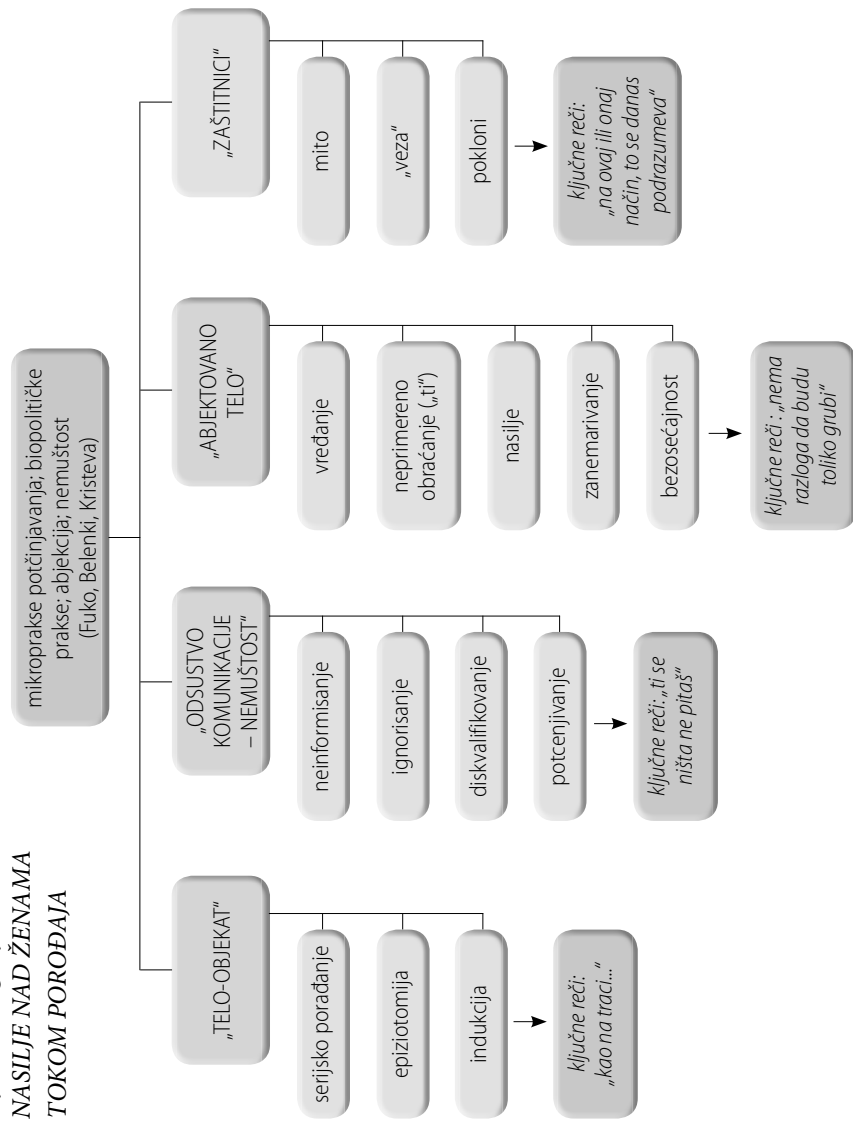 NASILJE NAD ŽENAMA
TOKOM POROĐAJA
mikroprakse potčinjavanja; biopolitičke
prakse; abjekcija; nemuštost
(Fuko, Belenki, Kristeva)
„TELO-OBJEKAT“
serijsko porađanje
epiziotomija
indukcija
ključne reči:
„kao na traci...“
„ODSUSTVO
KOMUNIKACIJE
– NEMUŠTOST“
neinformisanje
ignorisanje
diskvalifikovanje
potcenjivanje
ključne reči: „ti se
ništa ne pitaš“
„ABJEKTOVANO
TELO“
vređanje
neprimereno
obraćanje („ti“)
nasilje
zanemarivanje
bezosećajnost
ključne reči : „nema
razloga da budu
toliko grubi“
„ZAŠTITNICI“
mito
„veza“
pokloni
ključne reči:
„na ovaj ili onaj
način, to se danas
podrazumeva“